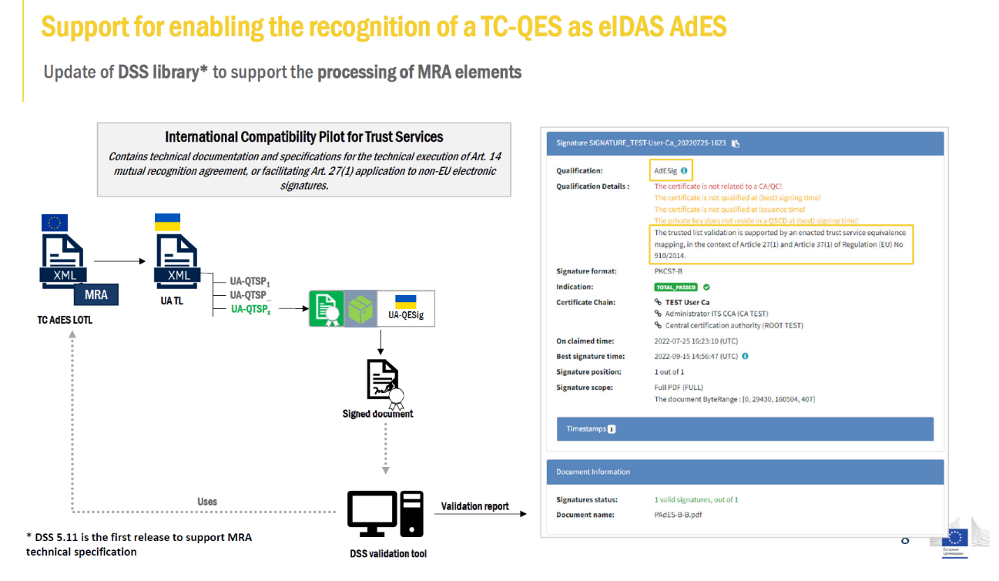 Support for enabling the recognition of a TC-QES as eIDAS AdES
Update of DSS library* to support the processing of MRA elements
International Compatibility Pilot for Trust Services
Contains technical documentation and specifications for the technical execution of Art. 14
mutual recognition agreement, or facilitating Art. 27(1) application to non-EU electronic
signatures.
XML
MRA
TC AdES LOTL
XML
UA TL
UA-QTSP1
UA-QTSP...
UA-QTSPx
UA-QESig
Signed document
Uses
DSS validation tool
Validation report
* DSS 5.11 is the first release to support MRA
technical specification
Signature SIGNATURE_TEST-User-Ca_20220725-1623
Qualification: AdESig
Qualification Details : The certificate is not related to a CA/QC!
The certificate is not qualified at (best) signing time!
The certificate is not qualified at issuance time!
The private key does not reside in a QSCD at (best) signing time!
The trusted list validation is supported by an enacted trust service equivalence
mapping, in the context of Article 27(1) and Article 37(1) of Regulation (EU) No
910/2014.
Signature format: PKCS7-B
Indication: TOTAL_PASSED
Certificate Chain: TEST User Ca
Administrator ITS CCA (CA TEST)
Central certification authority (ROOT TEST)
On claimed time: 2022-07-25 16:23:10 (UTC)
Best signature time: 2022-09-15 14:56:47 (UTC)
Signature position: 1 out of 1
Signature scope: Full PDF (FULL)
The document ByteRange : [0, 29430, 160504, 407]
Timestamps 1
Document Information
Signatures status: 1 valid signatures, out of 1
Document name: PAdES-B-B.pdf
European
Commission